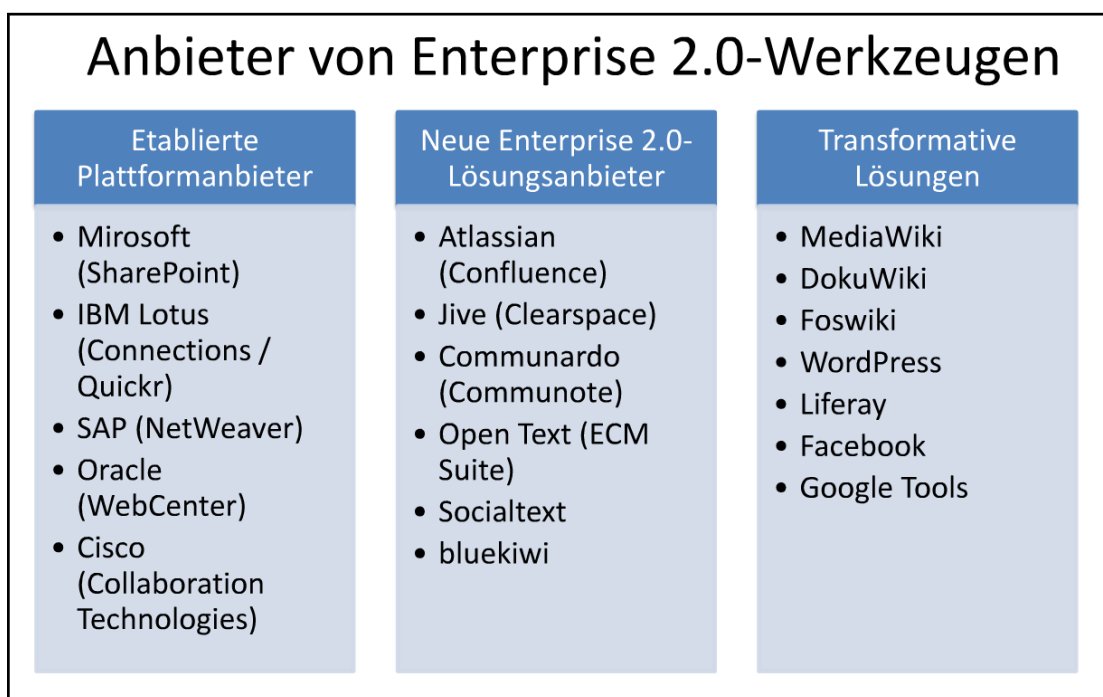 Anbieter von Enterprise 2.0-Werkzeugen
Etablierte
Plattformanbieter
• Mirosoft
(SharePoint)
• IBM Lotus
(Connections /
Quickr)
• SAP (NetWeaver)
• Oracle
(WebCenter)
• Cisco
(Collaboration
Technologies)
Neue Enterprise 2.0-
Lösungsanbieter
• Atlassian
(Confluence)
• Jive (Clearspace)
• Communardo
(Communote)
• Open Text (ECM
Suite)
• Socialtext
• bluekiwi
Transformative
Lösungen
• MediaWiki
• DokuWiki
• Foswiki
• WordPress
• Liferay
• Facebook
• Google Tools